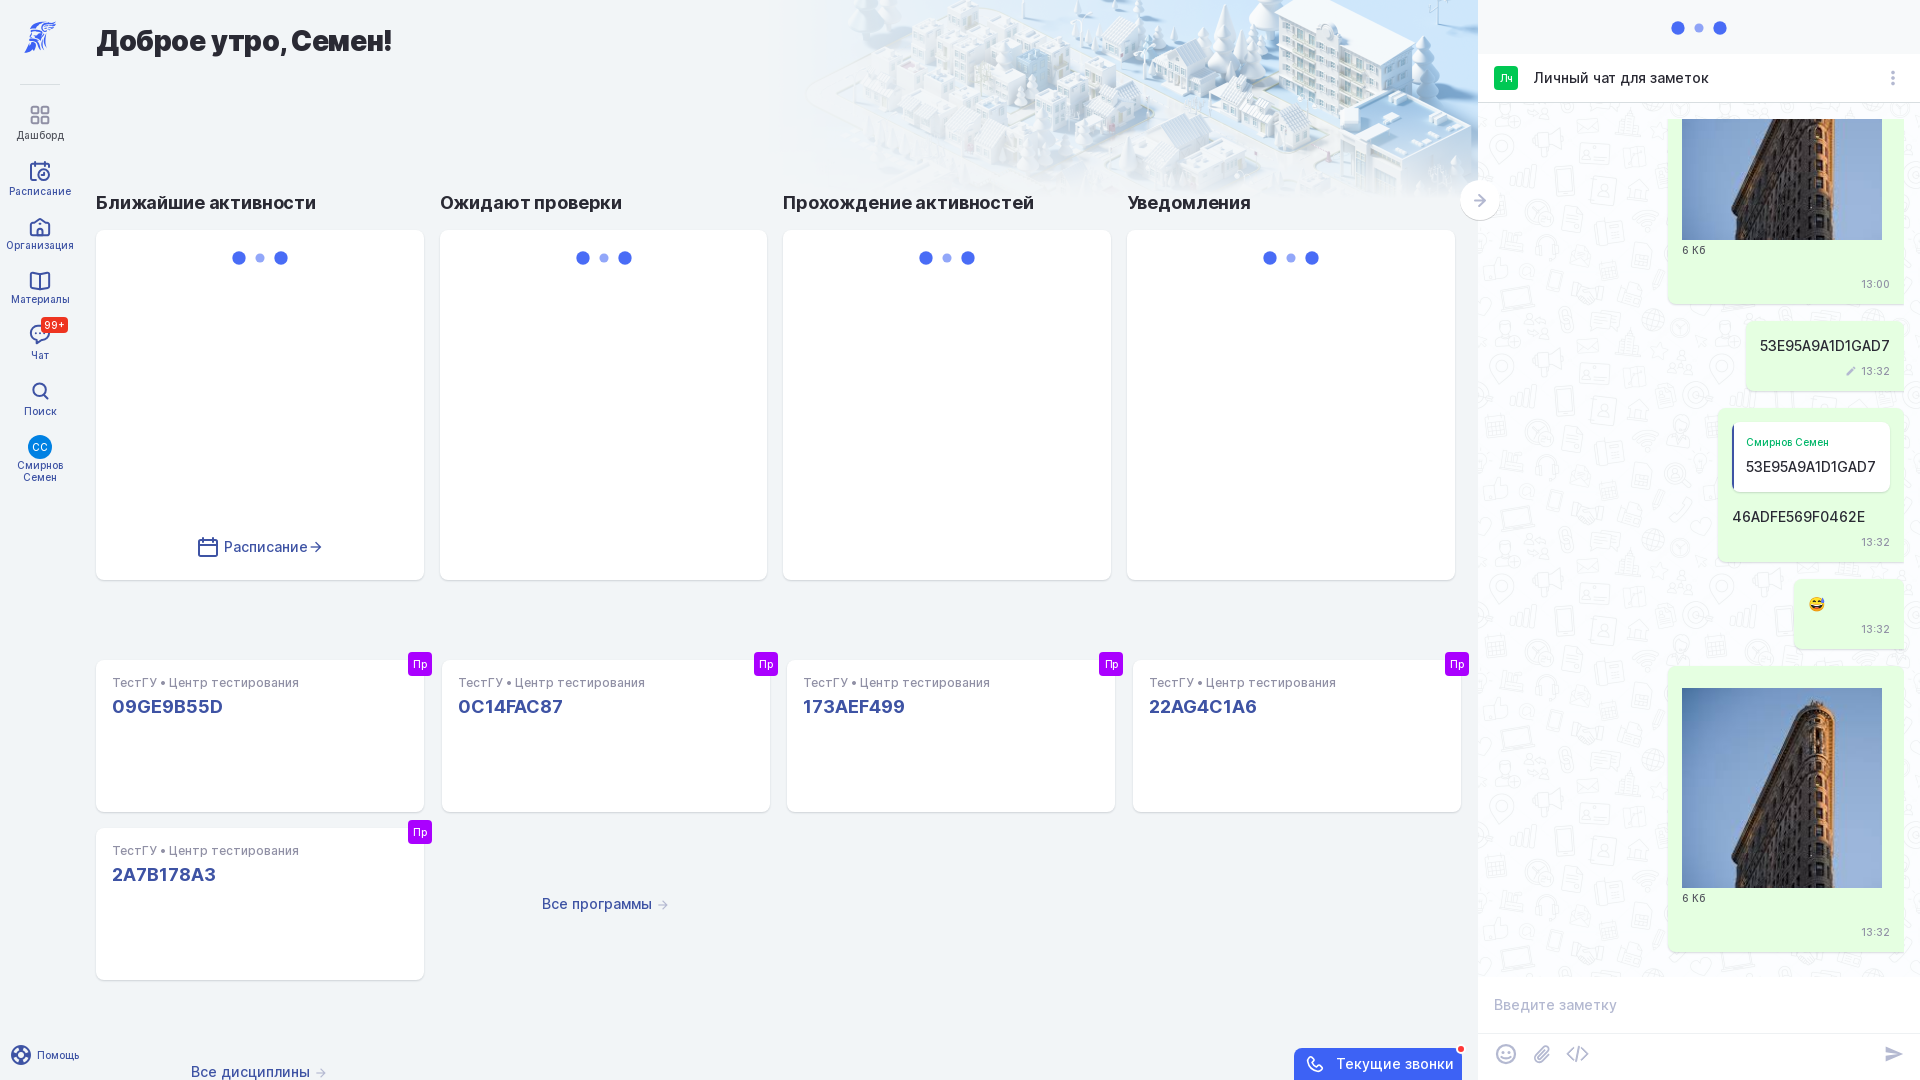 Доброе утро, Семен!
Дашборд
Расписание
Организация
Материалы
99+
Чат
Поиск
СС
Смирнов
Семен
Помощь
Ближайшие активности
Ожидают проверки
Прохождение активностей
Уведомления
Расписание
Пр
ТестГУ • Центр тестирования
09GE9B55D
Пр
ТестГУ • Центр тестирования
0C14FAC87
Пр
ТестГУ • Центр тестирования
173AEF499
Пр
ТестГУ • Центр тестирования
22AG4C1A6
Пр
ТестГУ • Центр тестирования
2A7B178A3
Все программы
Все дисциплины
Текущие звонки
Лч
Личный чат для заметок
6 Кб
13:00
53E95A9A1D1GAD7
13:32
Смирнов Семен
53E95A9A1D1GAD7
46ADFE569F0462E
13:32
😅
13:32
6 Кб
13:32
Введите заметку